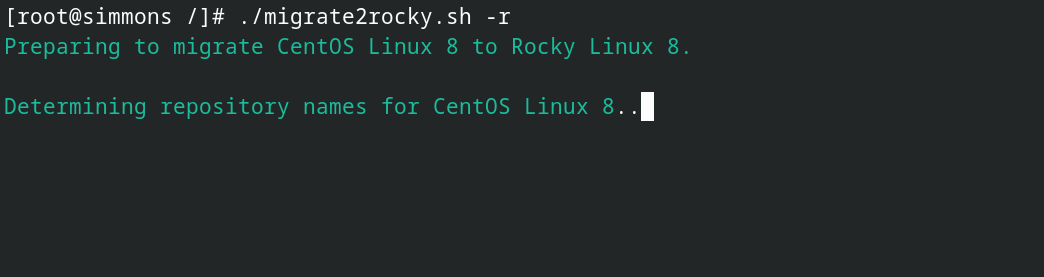 [root@simmons /]# ./migrate2rocky.sh -r
Preparing to migrate CentOS Linux 8 to Rocky Linux 8.
Determining repository names for CentOS Linux 8..